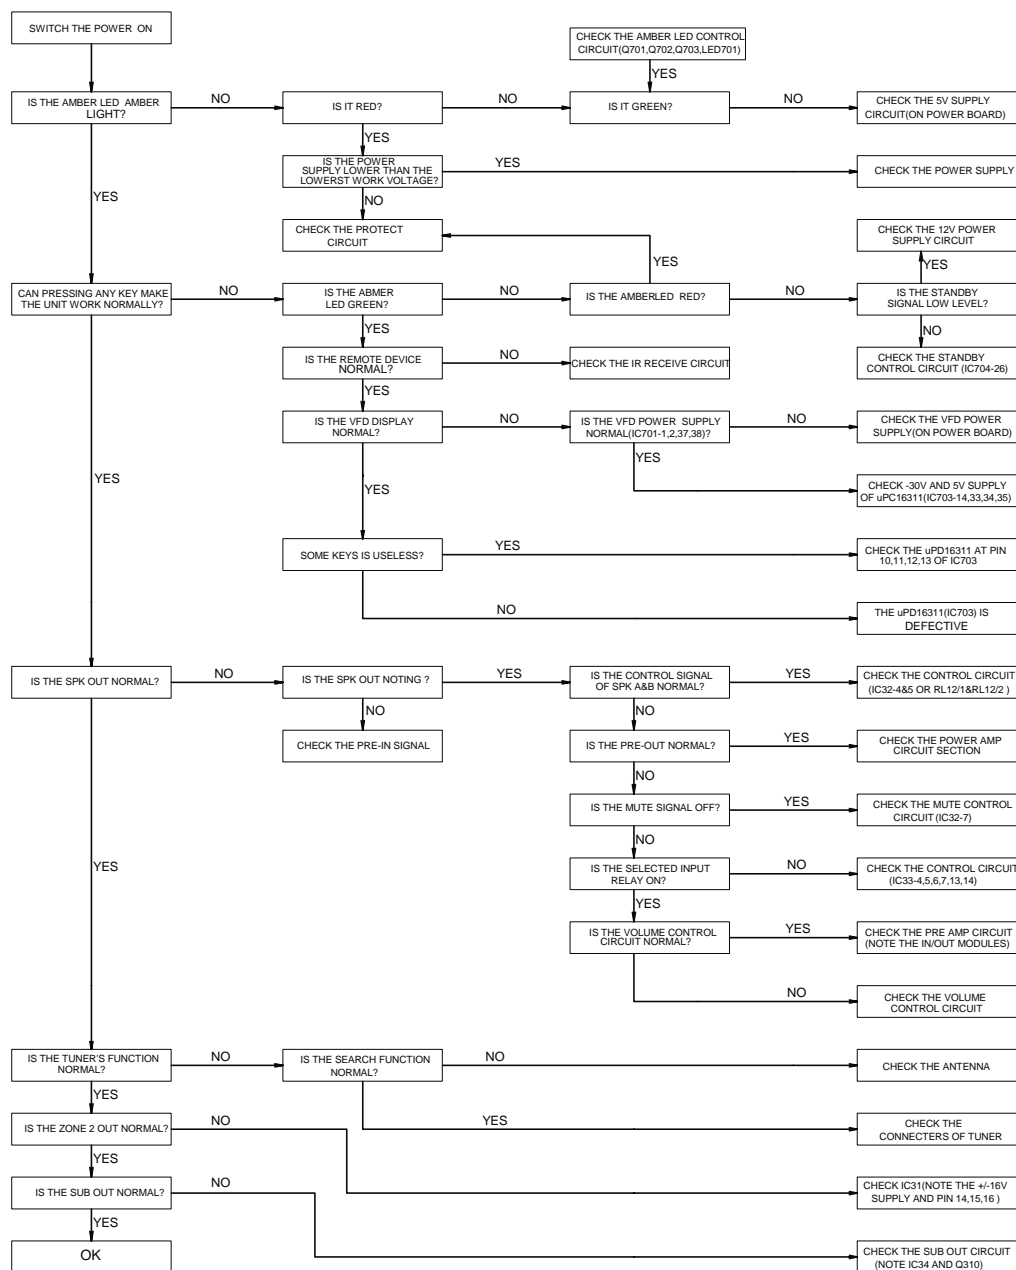 SWITCH THE POWER ON
CHECK THE AMBER LED CONTROL
CIRCUIT(Q701,Q702,Q703,LED701)
YES
IS THE AMBER LED AMBER
LIGHT?
NO
IS IT RED?
NO
IS IT GREEN?
NO
CHECK THE 5V SUPPLY
CIRCUIT(ON POWER BOARD)
YES
YES
IS THE POWER
SUPPLY LOWER THAN THE
LOWERST WORK VOLTAGE?
YES
CHECK THE POWER SUPPLY
NO
CHECK THE PROTECT
CIRCUIT
CHECK THE 12V POWER
SUPPLY CIRCUIT
YES
YES
CAN PRESSING ANY KEY MAKE
THE UNIT WORK NORMALLY?
NO
IS THE ABMER
LED GREEN?
NO
IS THE AMBERLED RED?
NO
IS THE STANDBY
SIGNAL LOW LEVEL?
YES
NO
IS THE REMOTE DEVICE
NORMAL?
NO
CHECK THE IR RECEIVE CIRCUIT
CHECK THE STANDBY
CONTROL CIRCUIT (IC704-26)
YES
IS THE VFD DISPLAY
NORMAL?
NO
IS THE VFD POWER SUPPLY
NORMAL(IC701-1,2,37,38)?
NO
CHECK THE VFD POWER
SUPPLY(ON POWER BOARD)
YES
YES
YES
CHECK -30V AND 5V SUPPLY
OF uPC16311(IC703-14,33,34,35)
SOME KEYS IS USELESS?
YES
CHECK THE uPD16311 AT PIN
10,11,12,13 OF IC703
NO
THE uPD16311(IC703) IS
DEFECTIVE
IS THE SPK OUT NORMAL?
NO
IS THE SPK OUT NOTING ?
YES
IS THE CONTROL SIGNAL
OF SPK A&B NORMAL?
YES
CHECK THE CONTROL CIRCUIT
(IC32-4&5 OR RL12/1&RL12/2 )
NO
NO
CHECK THE PRE-IN SIGNAL
IS THE PRE-OUT NORMAL?
YES
CHECK THE POWER AMP
CIRCUIT SECTION
NO
IS THE MUTE SIGNAL OFF?
YES
CHECK THE MUTE CONTROL
CIRCUIT (IC32-7)
YES
NO
IS THE SELECTED INPUT
RELAY ON?
NO
CHECK THE CONTROL CIRCUIT
(IC33-4,5,6,7,13,14)
YES
IS THE VOLUME CONTROL
CIRCUIT NORMAL?
YES
CHECK THE PRE AMP CIRCUIT
(NOTE THE IN/OUT MODULES)
NO
CHECK THE VOLUME
CONTROL CIRCUIT
IS THE TUNER'S FUNCTION
NORMAL?
NO
IS THE SEARCH FUNCTION
NORMAL?
NO
CHECK THE ANTENNA
YES
IS THE ZONE 2 OUT NORMAL?
NO
YES
CHECK THE
CONNECTERS OF TUNER
YES
IS THE SUB OUT NORMAL?
NO
CHECK IC31(NOTE THE +/-16V
SUPPLY AND PIN 14,15,16 )
YES
OK
CHECK THE SUB OUT CIRCUIT
(NOTE IC34 AND Q310)